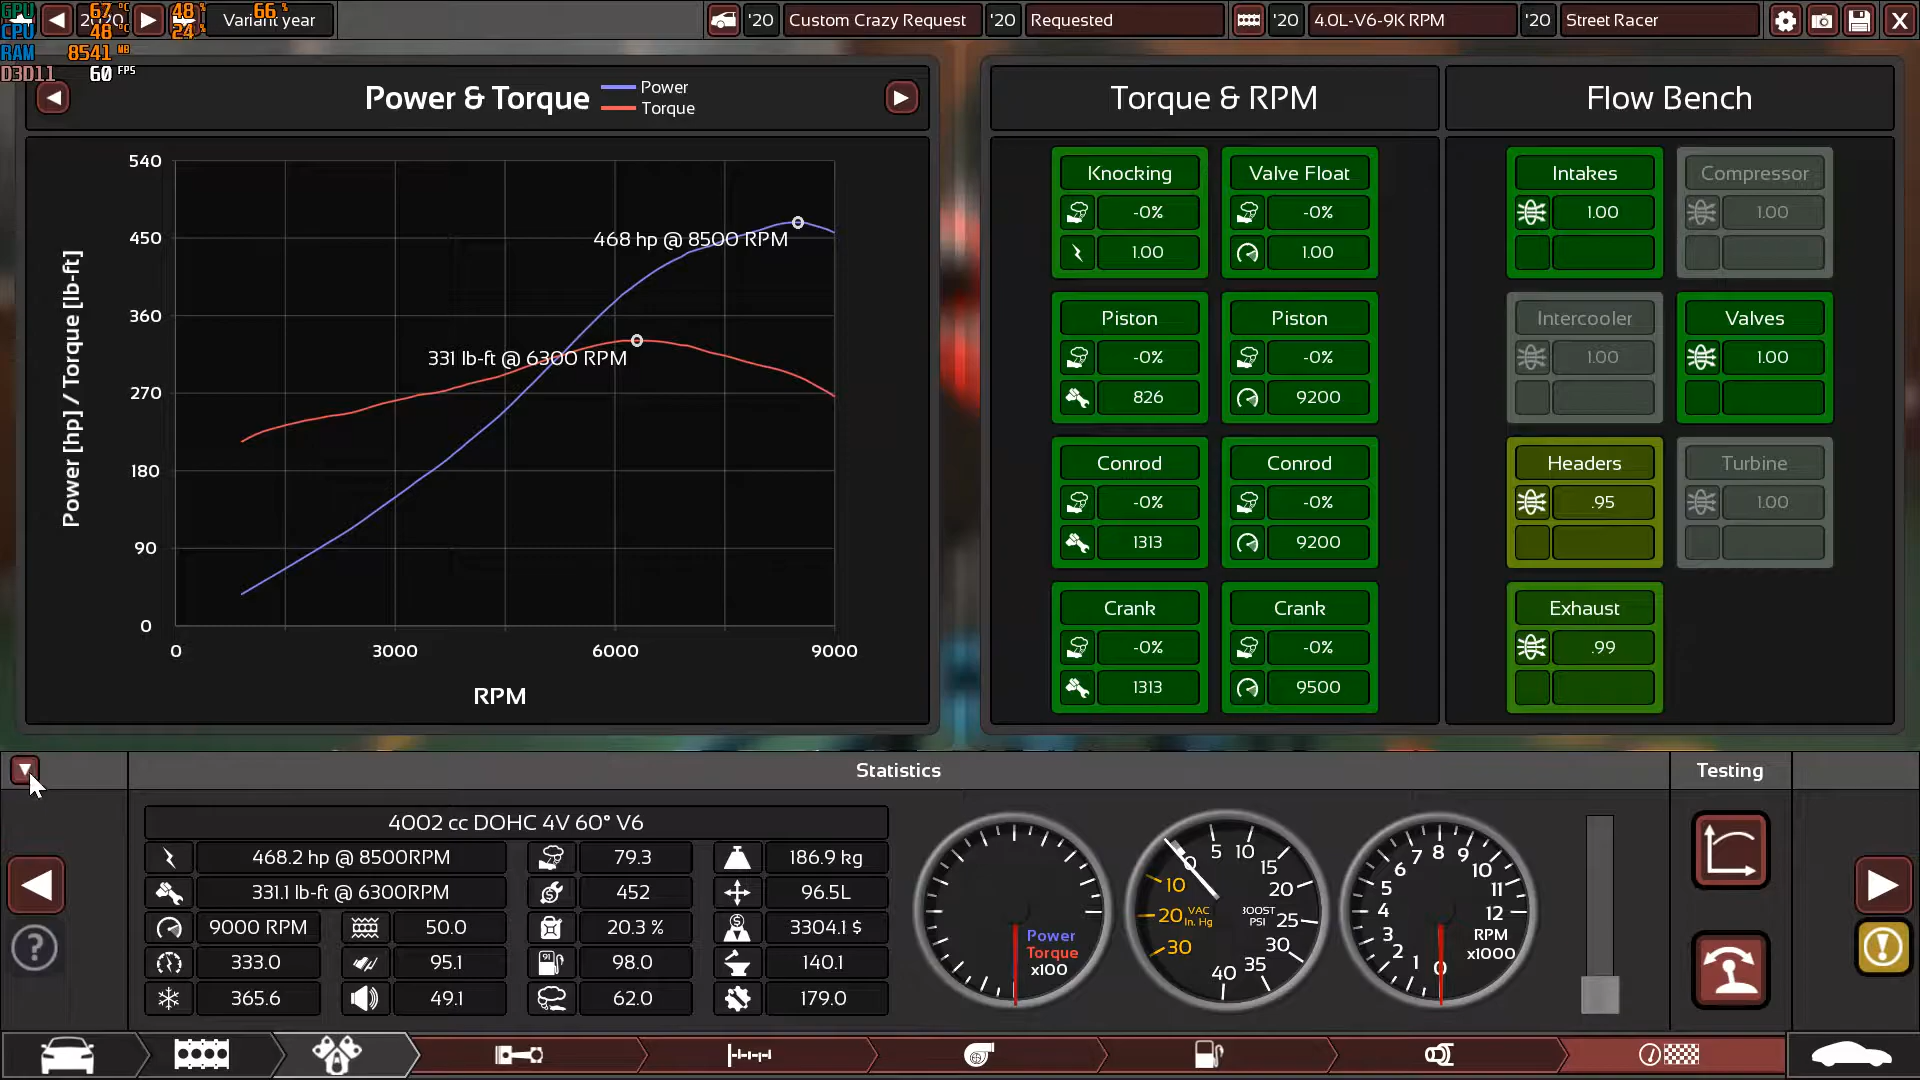 GPU 67 °C 48 % 66 %
CPU 48 °C 24 %
RAM 8541 MB
D3D11 60 FPS
Variant year
'20 Custom Crazy Request '20 Requested
'20 4.0L-V6-9K RPM '20 Street Racer
Power & Torque
Power
Torque
Power [hp] / Torque [lb-ft]
540
450
360
270
180
90
0
468 hp @ 8500 RPM
331 lb-ft @ 6300 RPM
0 3000 6000 9000
RPM
Torque & RPM
Knocking Valve Float
-0% -0%
1.00 1.00
Piston Piston
-0% -0%
826 9200
Conrod Conrod
-0% -0%
1313 9200
Crank Crank
-0% -0%
1313 9500
Flow Bench
Intakes Compressor
1.00 1.00
Intercooler Valves
1.00 1.00
Headers Turbine
.95 1.00
Exhaust
.99
Statistics
Testing
4002 cc DOHC 4V 60° V6
468.2 hp @ 8500RPM 79.3 186.9 kg
331.1 lb-ft @ 6300RPM 452 96.5L
9000 RPM 50.0 20.3 % 3304.1 $
333.0 95.1 91 98.0 140.1
365.6 49.1 62.0 179.0
Power
Torque
x100
0 5 10 15 20 25 30 35 40
10 20 30
VAC
In. Hg
BOOST
PSI
0 1 2 3 4 5 6 7 8 9 10 11 12
RPM
x1000
?